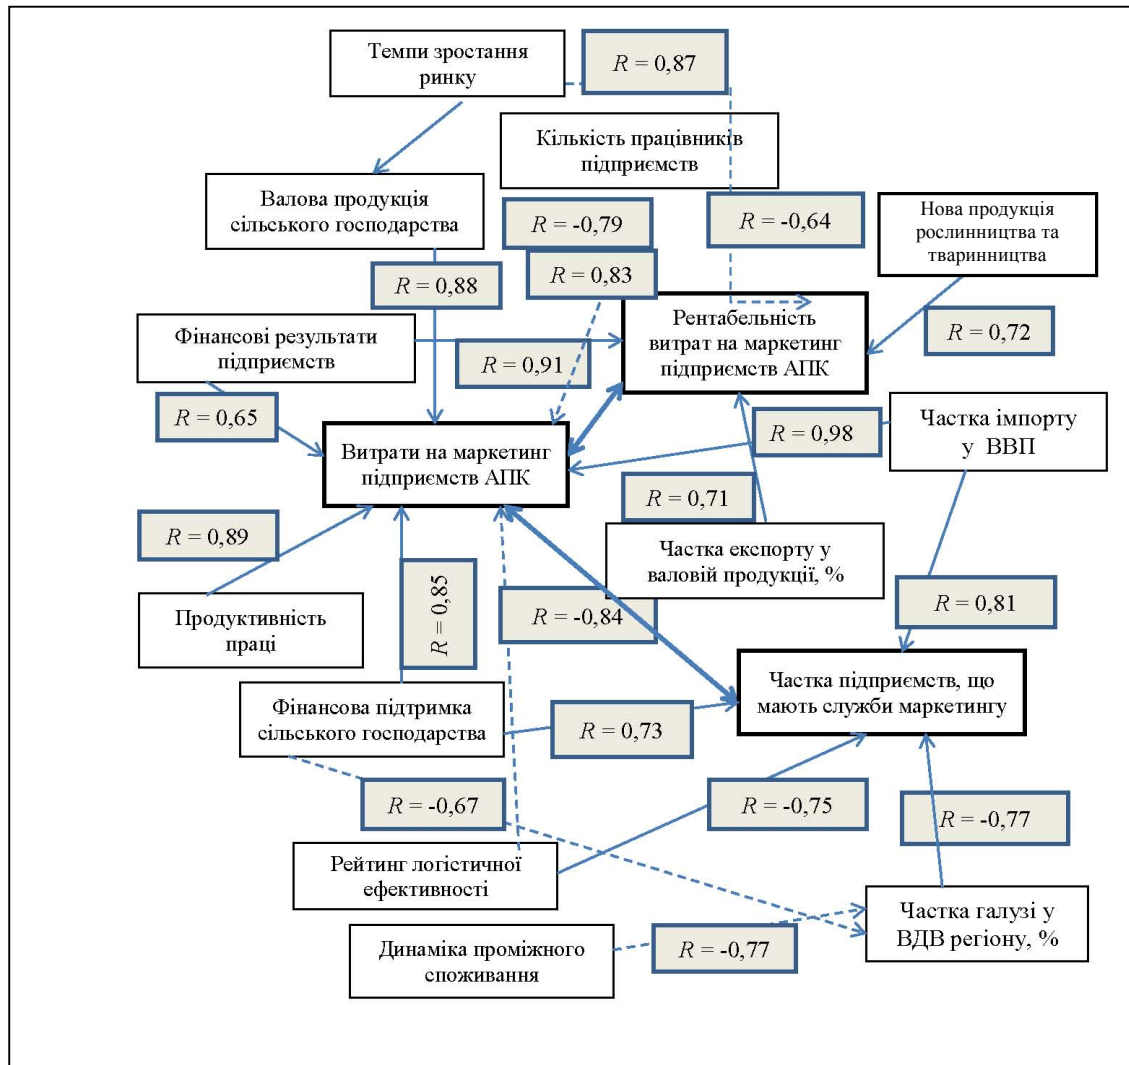 Темпи зростання
ринку
R = 0,87
Кількість працівників
підприємств
Валова продукція
сільського господарства
R = -0,79
R = -0,64
Нова продукція
рослинництва та
тваринництва
R = 0,88
R = 0,83
Фінансові результати
підприємств
Рентабельність
витрат на маркетинг
підприємств АПК
R = 0,72
R = 0,91
R = 0,65
Витрати на маркетинг
підприємств АПК
R = 0,98
Частка імпорту
у ВВП
R = 0,71
R = 0,89
Частка експорту у
валовій продукції, %
R = 0,85
R = -0,84
R = 0,81
Продуктивність
праці
Частка підприємств, що
мають служби маркетингу
Фінансова підтримка
сільського господарства
R = 0,73
R = -0,67
R = -0,75
R = -0,77
Рейтинг логістичної
ефективності
Частка галузі у
ВДВ регіону, %
Динаміка проміжного
споживання
R = -0,77